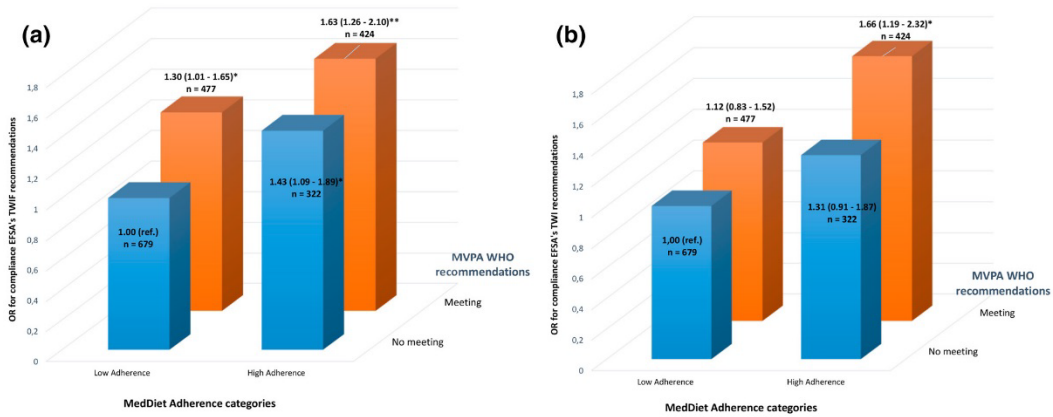 (a)
1.63 (1.26 - 2.10)**
n = 424
1.30 (1.01 - 1.65)*
n = 477
1.43 (1.09 - 1.89)*
n = 322
1.00 (ref.)
n = 679
OR for compliance EFSA's TWIF recommendations
1,8
1,6
1,4
1,2
1
0,8
0,6
0,4
0,2
0
MVPA WHO
recommendations
Meeting
No meeting
Low Adherence
High Adherence
MedDiet Adherence categories
(b)
1.66 (1.19 - 2.32)*
n = 424
1.12 (0.83 - 1.52)
n = 477
1.31 (0.91 - 1.87)
n = 322
1,00 (ref.)
n = 679
OR for compliance EFSA's TWI recommendations
1,8
1,6
1,4
1,2
1
0,8
0,6
0,4
0,2
0
MVPA WHO
recommendations
Meeting
No meeting
Low Adherence
High Adherence
MedDiet Adherence categories